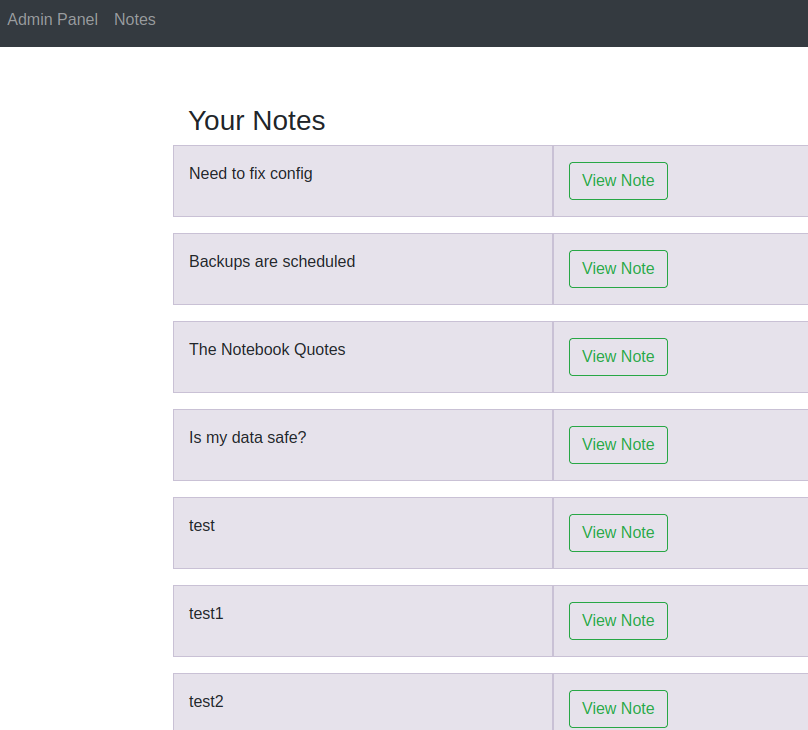 Admin Panel Notes
Your Notes
Need to fix config View Note
Backups are scheduled View Note
The Notebook Quotes View Note
Is my data safe? View Note
test View Note
test1 View Note
test2 View Note